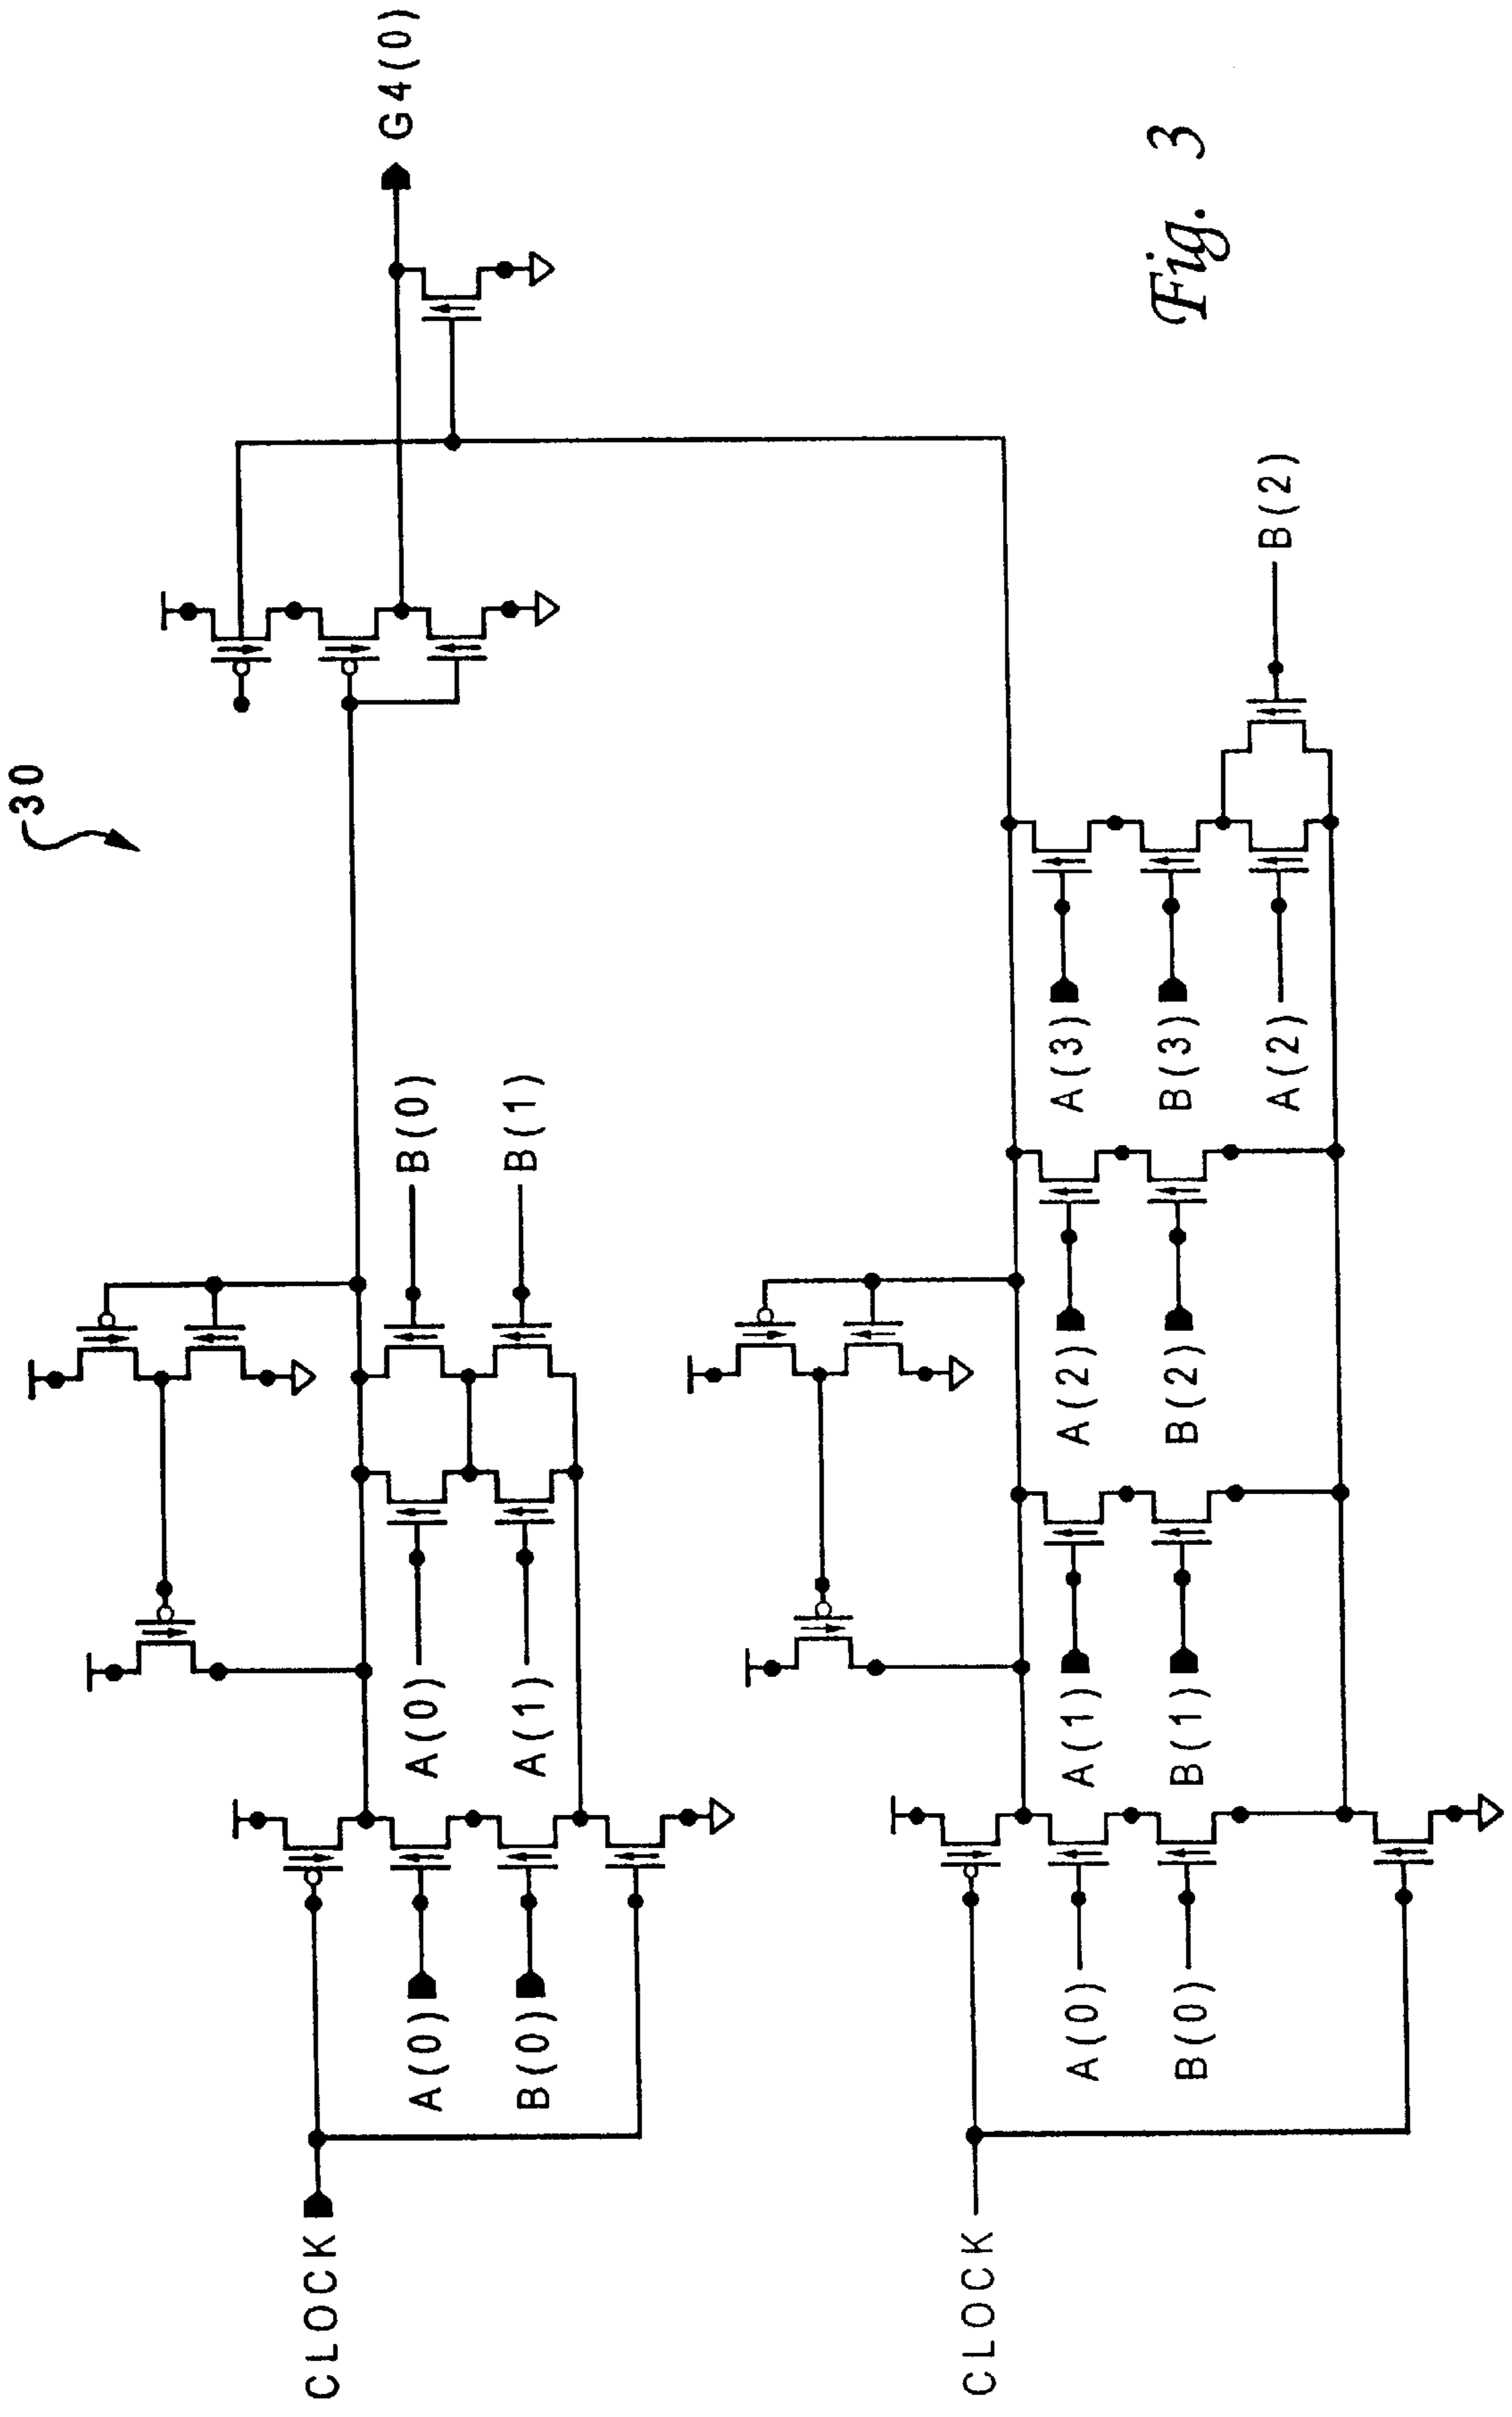 30
G4(0)
B(0)
B(1)
A(0)
A(1)
A(0)
B(0)
CLOCK
B(2)
A(3)
B(3)
A(2)
A(2)
B(2)
A(1)
B(1)
A(0)
B(0)
CLOCK
Fig. 3